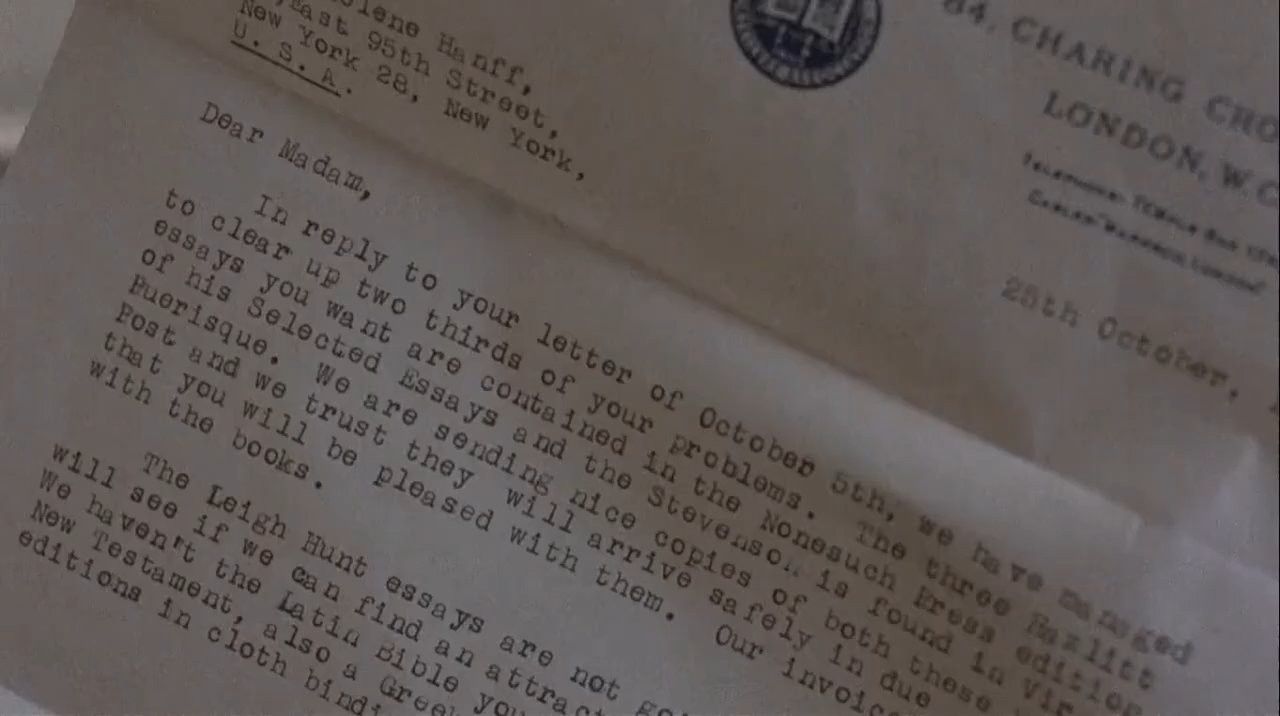 lene Hanff,
East 95th Street,
New York 28, New York,
U. S. A.
84, CHARING CRO
LONDON, W.C
25th October,
Dear Madam,
In reply to your letter of October 5th, we have managed
to clear up two thirds of your problems. The three Hazlitt
essays you want are contained in the Nonesuch Press edition
of his Selected Essays and the Stevenson is found in Vir
Puerisque. We are sending nice copies of both these
Post and we trust they will arrive safely in due
that you will be pleased with them. Our invoic
with the books.
The Leigh Hunt essays are not
will see if we can find an attrac
We haven't the Latin Bible you
New Testament, also a Greek
editions in cloth bindi